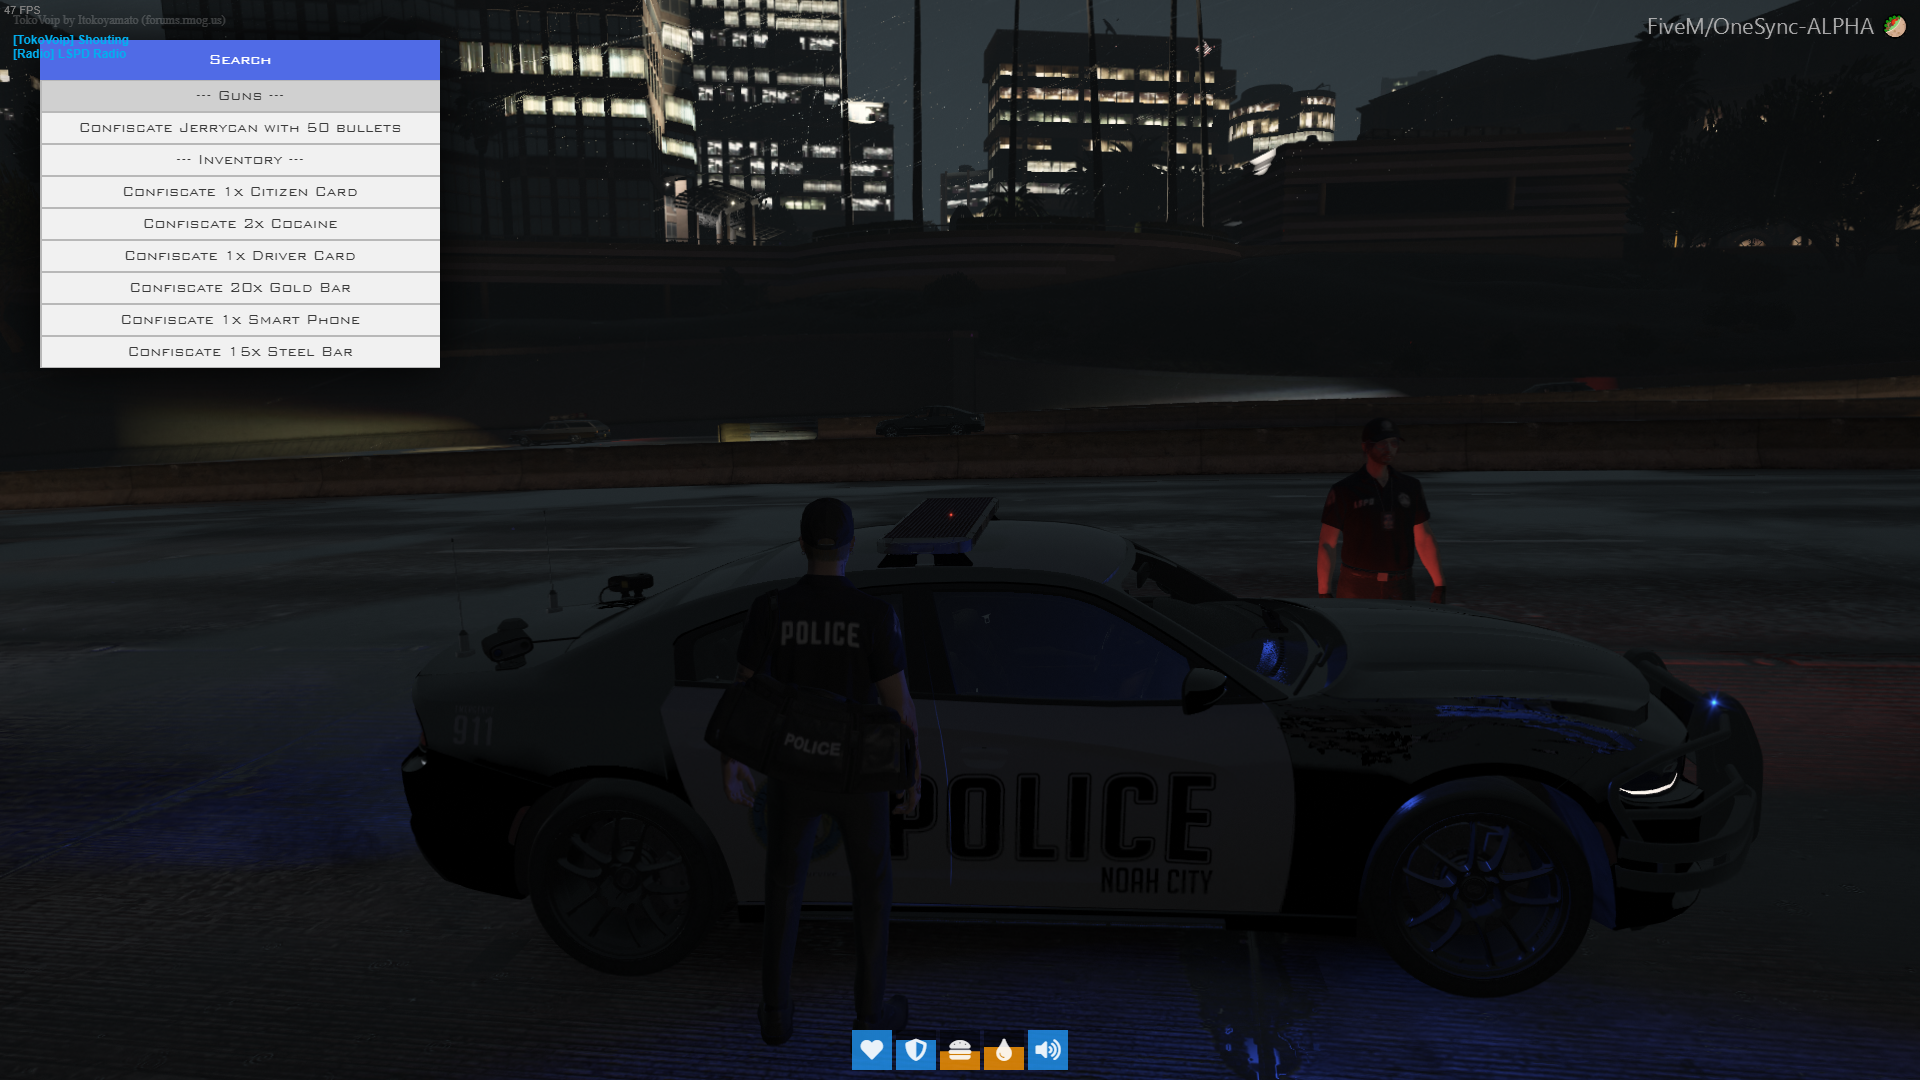 47 FPS
TokoVoip by Itokoyamato (forums.rmog.us)
[TokoVoip] Shouting
[Radio] LSPD Radio
FiveM/OneSync-ALPHA
Search
--- Guns ---
Confiscate Jerrycan with 50 bullets
--- Inventory ---
Confiscate 1x Citizen Card
Confiscate 2x Cocaine
Confiscate 1x Driver Card
Confiscate 20x Gold Bar
Confiscate 1x Smart Phone
Confiscate 15x Steel Bar
LSPD
POLICE
911
POLICE
POLICE
NOAH CITY